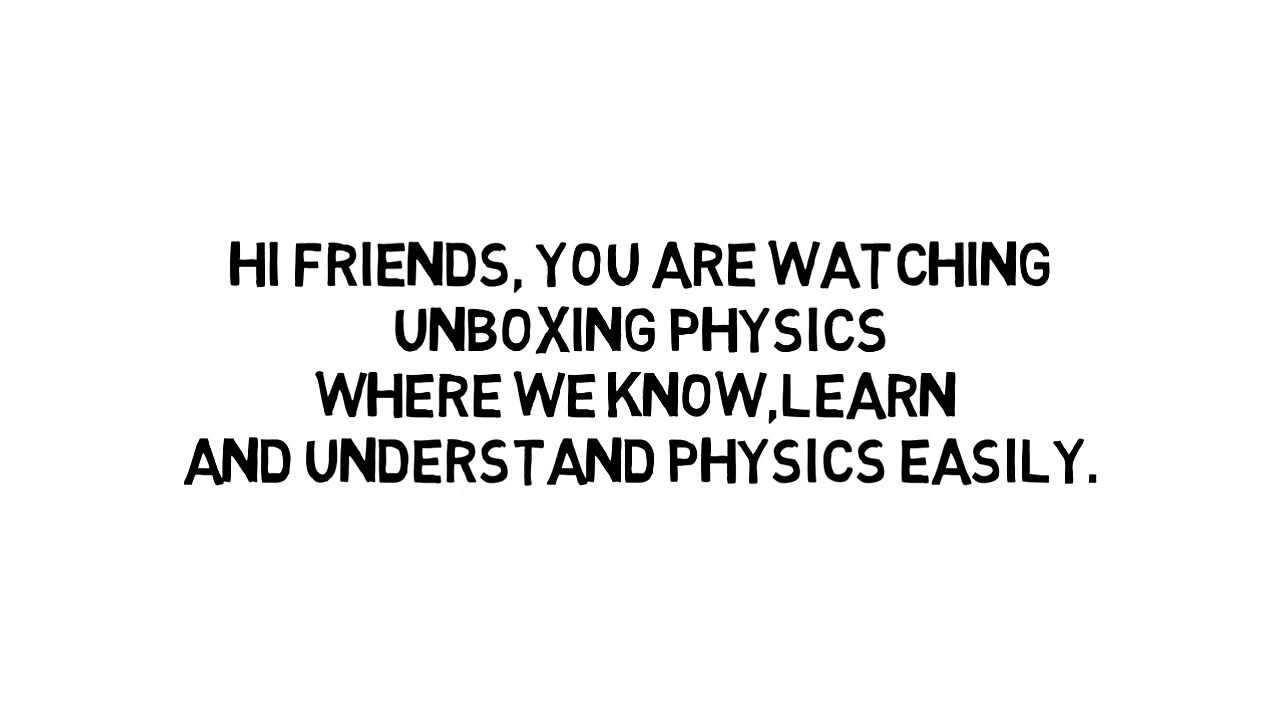 HI FRIENDS, YOU ARE WATCHING
UNBOXING PHYSICS
WHERE WE KNOW,LEARN
AND UNDERSTAND PHYSICS EASILY.